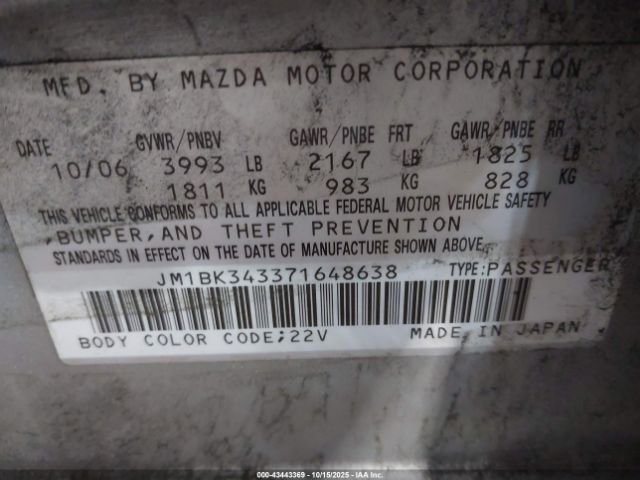 MFD. BY MAZDA MOTOR CORPORATION
DATE GVWR/PNBV GAWR/PNBE FRT GAWR/PNBE RR
10/06 3993 LB 2167 LB 1825 LB
1811 KG 983 KG 828 KG
THIS VEHICLE CONFORMS TO ALL APPLICABLE FEDERAL MOTOR VEHICLE SAFETY
,BUMPER,AND THEFT PREVENTION
STANDARDS IN EFFECT ON THE DATE OF MANUFACTURE SHOWN ABOVE.
JM1BK343371648638 TYPE:PASSENGER
BODY COLOR CODE;22V MADE IN JAPAN
000-43443369 - 10/15/2025 - IAAI.COM